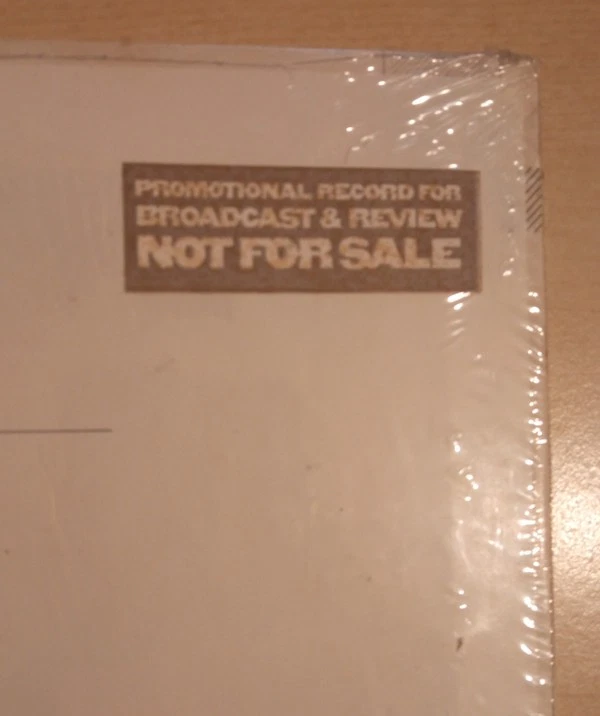 PROMOTIONAL RECORD FOR
BROADCAST & REVIEW
NOT FOR SALE